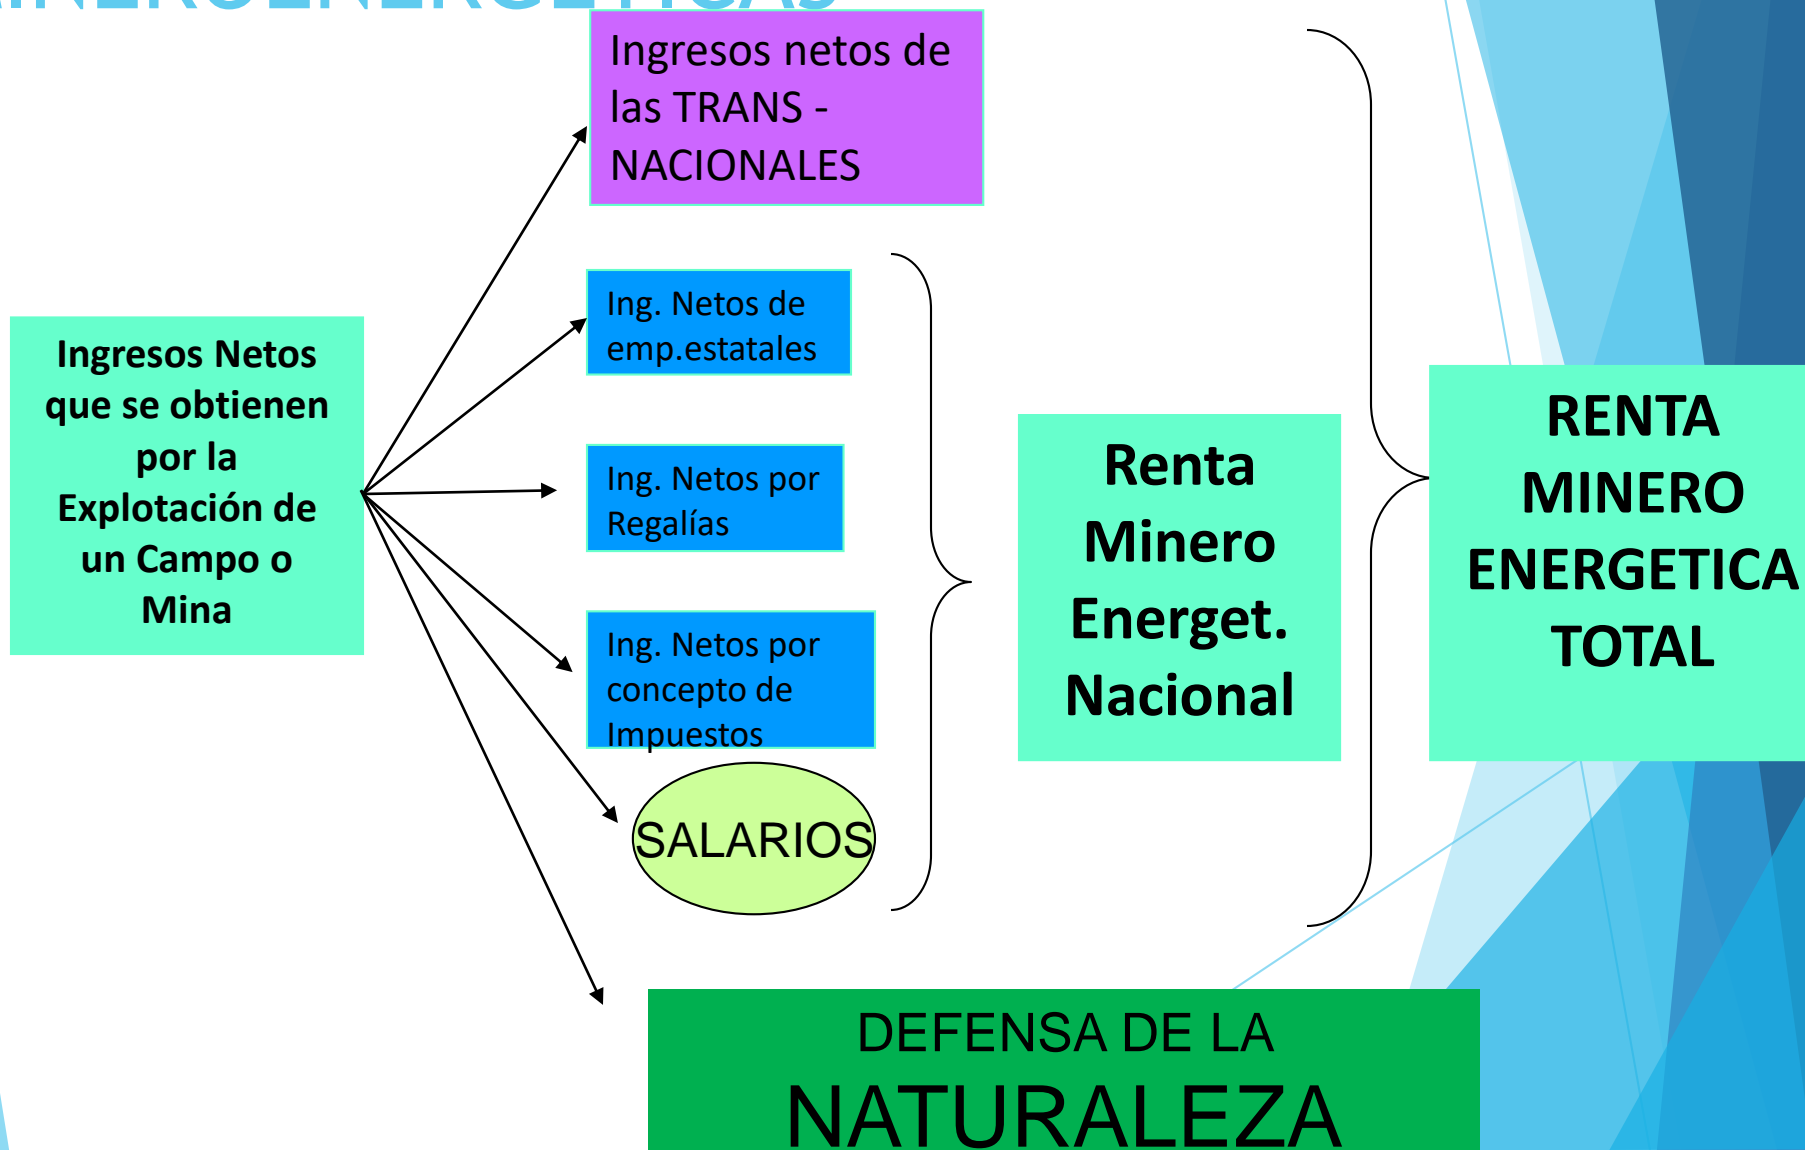 MINEROENERGETICAS
Ingresos netos de
las TRANS -
NACIONALES
Ing. Netos de
emp.estatales
Ingresos Netos
que se obtienen
por la
Explotación de
un Campo o
Mina
Ing. Netos por
Regalías
Ing. Netos por
concepto de
Impuestos
SALARIOS
Renta
Minero
Energet.
Nacional
RENTA
MINERO
ENERGETICA
TOTAL
DEFENSA DE LA
NATURALEZA